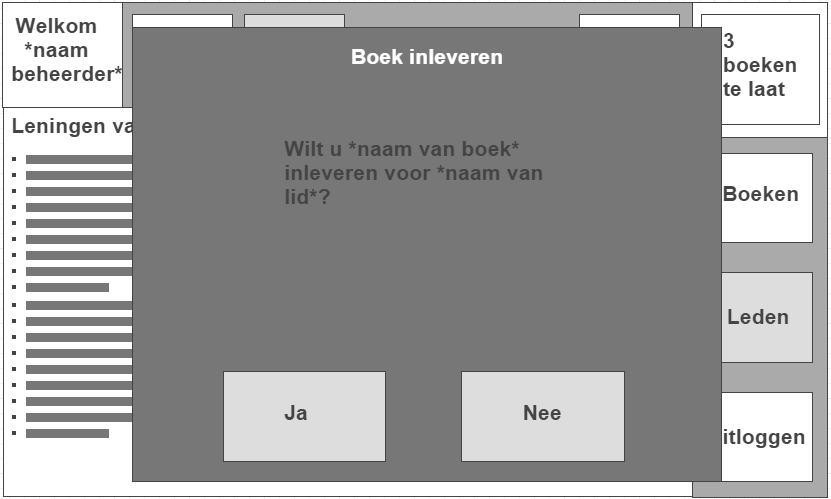 Welkom
*naam
beheerder*
3
boeken
te laat
Leningen va
Boek inleveren
Wilt u *naam van boek*
inleveren voor *naam van
lid*?
Ja
Nee
Boeken
Leden
itloggen